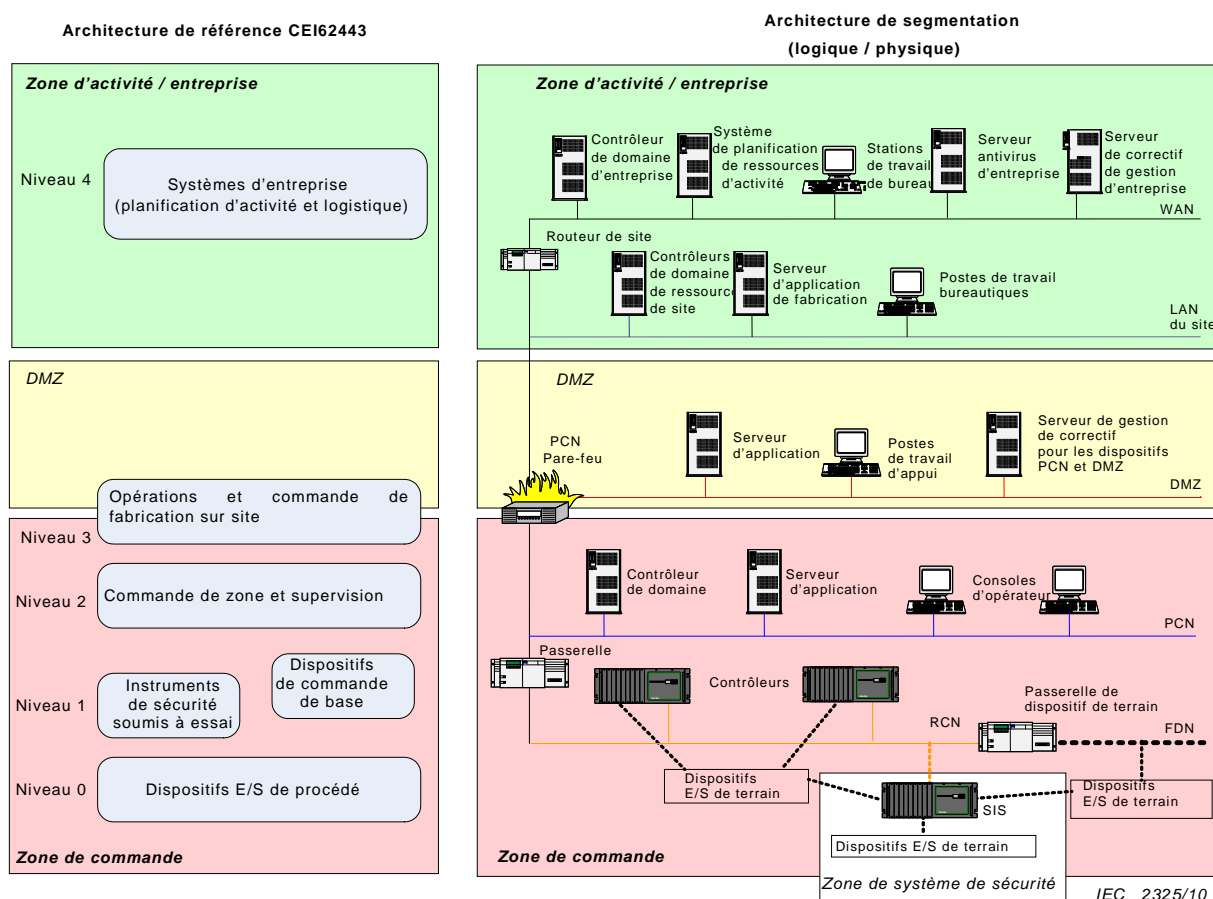 Architecture de référence CEI62443
Architecture de segmentation
(logique / physique)
Zone d'activité / entreprise
Niveau 4
Systèmes d'entreprise
(planification d'activité et logistique)
DMZ
Opérations et commande de
fabrication sur site
Niveau 3
Niveau 2
Commande de zone et supervision
Niveau 1
Instruments
de sécurité
soumis à essai
Dispositifs
de commande
de base
Niveau 0
Dispositifs E/S de procédé
Zone de commande
Zone d'activité / entreprise
Contrôleur
de domaine
d'entreprise
Système
de planification
de ressources
d'activité
Stations
de travail
de bureau
Serveur
antivirus
d'entreprise
Serveur
de correctif
de gestion
d'entreprise
WAN
Routeur de site
Contrôleurs
de domaine
de ressource
de site
Serveur
d'application
de fabrication
Postes de travail
bureautiques
LAN
du site
DMZ
PCN
Pare-feu
Serveur
d'application
Postes
de travail
d'appui
Serveur de gestion
de correctif
pour les dispositifs
PCN et DMZ
DMZ
Contrôleur
de domaine
Serveur
d'application
Consoles
d'opérateur
PCN
Passerelle
Contrôleurs
Passerelle de
dispositif de terrain
RCN
FDN
Dispositifs
E/S de terrain
SIS
Dispositifs
E/S de terrain
Dispositifs E/S de terrain
Zone de commande
Zone de système de sécurité
IEC 2325/10